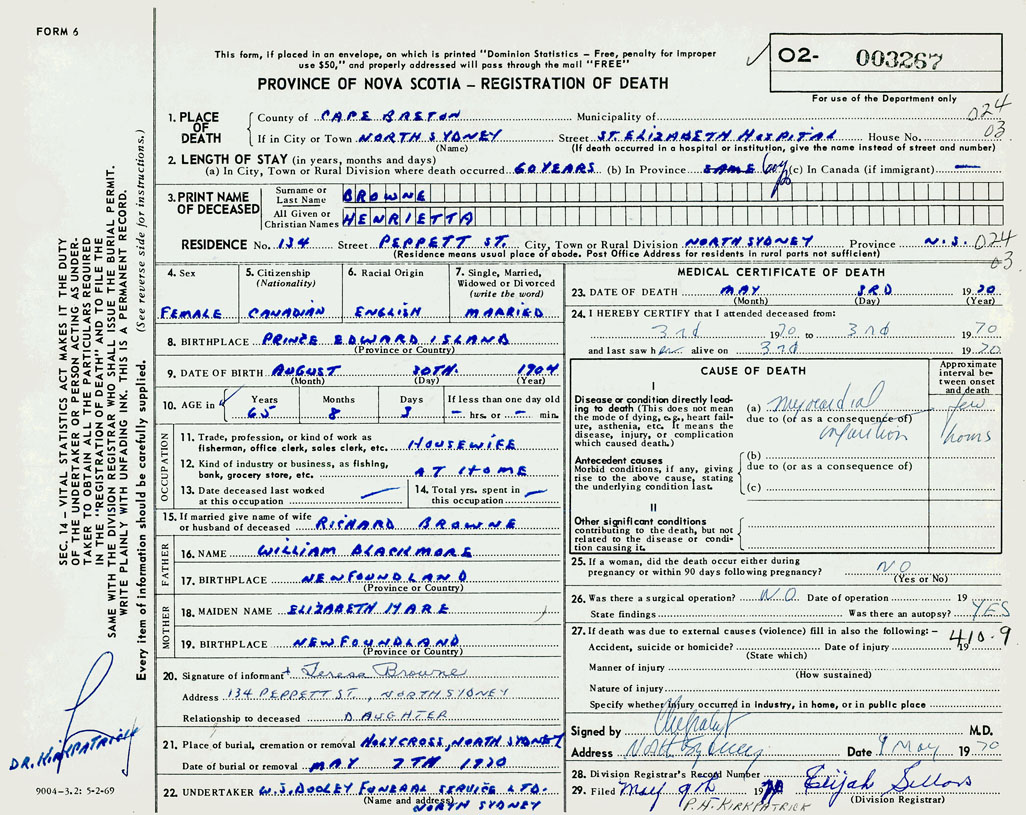 FORM 6
This form, if placed in an envelope, on which is printed "Dominion Statistics – Free, penalty for improper
use $50," and properly addressed will pass through the mail "FREE"
O2- 003267
PROVINCE OF NOVA SCOTIA – REGISTRATION OF DEATH
For use of the Department only
1. PLACE OF DEATH
County of CAPE BRETON Municipality of 024
If in City or Town NORTH SYDNEY Street ST. ELIZABETH HOSPITAL House No. 03
(Name) (If death occurred in a hospital or institution, give the name instead of street and number)
2. LENGTH OF STAY (in years, months and days)
(a) In City, Town or Rural Division where death occurred 60 YEARS (b) In Province SAME (c) In Canada (if immigrant) —
3. PRINT NAME OF DECEASED
Surname or Last Name BROWNE
All Given or Christian Names HENRIETTA
RESIDENCE No. 134 Street PEPPETT ST. City, Town or Rural Division NORTH SYDNEY Province N.S. 024
(Residence means usual place of abode. Post Office Address for residents in rural parts not sufficient) 03
4. Sex
FEMALE
5. Citizenship
(Nationality)
CANADIAN
6. Racial Origin
ENGLISH
7. Single, Married,
Widowed or Divorced
(write the word)
MARRIED
8. BIRTHPLACE PRINCE EDWARD ISLAND
(Province or Country)
9. DATE OF BIRTH AUGUST 30TH. 1904
(Month) (Day) (Year)
10. AGE in Years Months Days If less than one day old
65 8 3 – hrs. or – min.
OCCUPATION
11. Trade, profession, or kind of work as
fisherman, office clerk, sales clerk, etc. HOUSEWIFE
12. Kind of industry or business, as fishing,
bank, grocery store, etc. AT HOME
13. Date deceased last worked
at this occupation —
14. Total yrs. spent in
this occupation —
15. If married give name of wife
or husband of deceased RICHARD BROWNE
FATHER
16. NAME WILLIAM BLACKMORE
17. BIRTHPLACE NEWFOUNDLAND
(Province or Country)
MOTHER
18. MAIDEN NAME ELIZABETH HARE
19. BIRTHPLACE NEWFOUNDLAND
(Province or Country)
20. Signature of informant Teresa Browne
Address 134 PEPPETT ST., NORTH SYDNEY
Relationship to deceased DAUGHTER
21. Place of burial, cremation or removal HOLY CROSS, NORTH SYDNEY
Date of burial or removal MAY 7TH 1970
22. UNDERTAKER W.J. DOOLEY FUNERAL SERVICE LTD.
(Name and address) NORTH SYDNEY
MEDICAL CERTIFICATE OF DEATH
23. DATE OF DEATH MAY 3RD 1970
(Month) (Day) (Year)
24. I HEREBY CERTIFY that I attended deceased from:
3rd 1970 to 3rd 1970
and last saw her alive on 3rd 1970
CAUSE OF DEATH
Approximate
interval be-
tween onset
and death
I
Disease or condition directly lead-
ing to death (This does not mean
the mode of dying, e.g., heart fail-
ure, asthenia, etc. It means the
disease, injury, or complication
which caused death.)
(a) Myocardial few
due to (or as a consequence of)
infarction hours
Antecedent causes
Morbid conditions, if any, giving
rise to the above cause, stating
the underlying condition last.
(b)
due to (or as a consequence of)
(c)
II
Other significant conditions
contributing to the death, but not
related to the disease or condi-
tion causing it.
25. If a woman, did the death occur either during
pregnancy or within 90 days following pregnancy? NO
(Yes or No)
26. Was there a surgical operation? NO Date of operation 19
State findings Was there an autopsy? YES
27. If death was due to external causes (violence) fill in also the following: – 410.9
Accident, suicide or homicide? Date of injury 19
(State which)
Manner of injury
(How sustained)
Nature of injury
Specify whether injury occurred in industry, in home, or in public place
Signed by M.D.
Address North Sydney Date 9 May 1970
28. Division Registrar's Record Number
29. Filed May 9th 1970 Elijah Sellars
P.H. KIRKPATRICK (Division Registrar)
SEC. 14 – VITAL STATISTICS ACT MAKES IT THE DUTY
OF THE UNDERTAKER OR PERSON ACTING AS UNDER-
TAKER TO OBTAIN ALL THE PARTICULARS REQUIRED
IN THE "REGISTRATION OF DEATH" AND TO FILE THE
SAME WITH THE DIVISION REGISTRAR WHO SHALL ISSUE THE BURIAL PERMIT.
WRITE PLAINLY WITH UNFADING INK. THIS IS A PERMANENT RECORD.
Every item of information should be carefully supplied. (See reverse side for instructions.)
DR. KIRKPATRICK
9004-3.2: 5-2-69